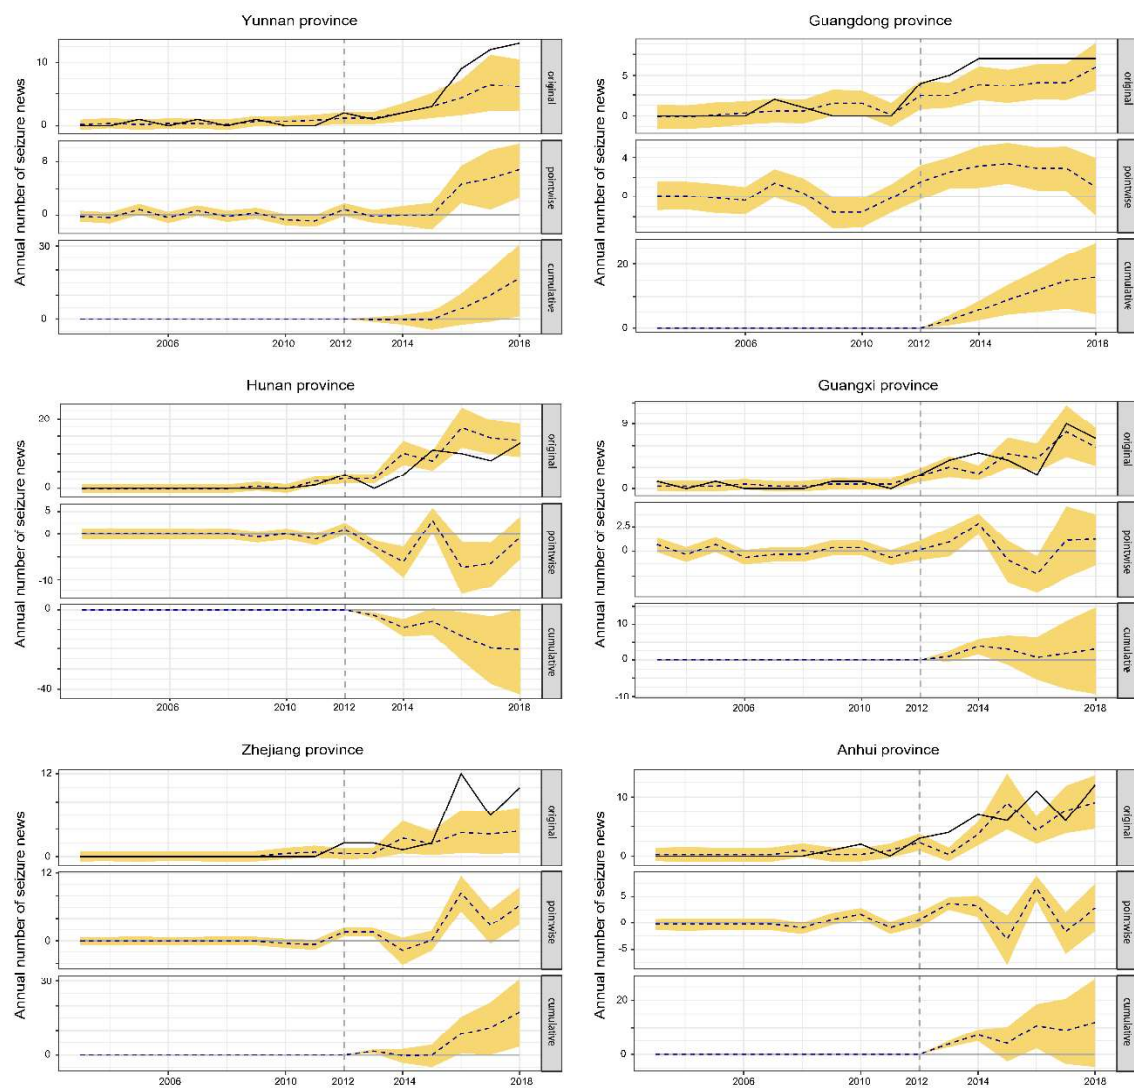 Yunnan province
Annual number of seizure news
10
0
original
8
0
pointwise
30
0
cumulative
2006 2010 2012 2014 2018
Guangdong province
Annual number of seizure news
5
0
original
4
0
pointwise
20
0
cumulative
2006 2010 2012 2014 2018
Hunan province
Annual number of seizure news
20
0
original
5
0
-10
pointwise
0
-40
cumulative
2006 2010 2012 2014 2018
Guangxi province
Annual number of seizure news
9
0
original
2.5
0
pointwise
10
0
-10
cumulative
2006 2010 2012 2014 2018
Zhejiang province
Annual number of seizure news
12
0
original
12
0
pointwise
30
0
cumulative
2006 2010 2012 2014 2018
Anhui province
Annual number of seizure news
10
0
original
5
0
-5
pointwise
20
0
cumulative
2006 2010 2012 2014 2018